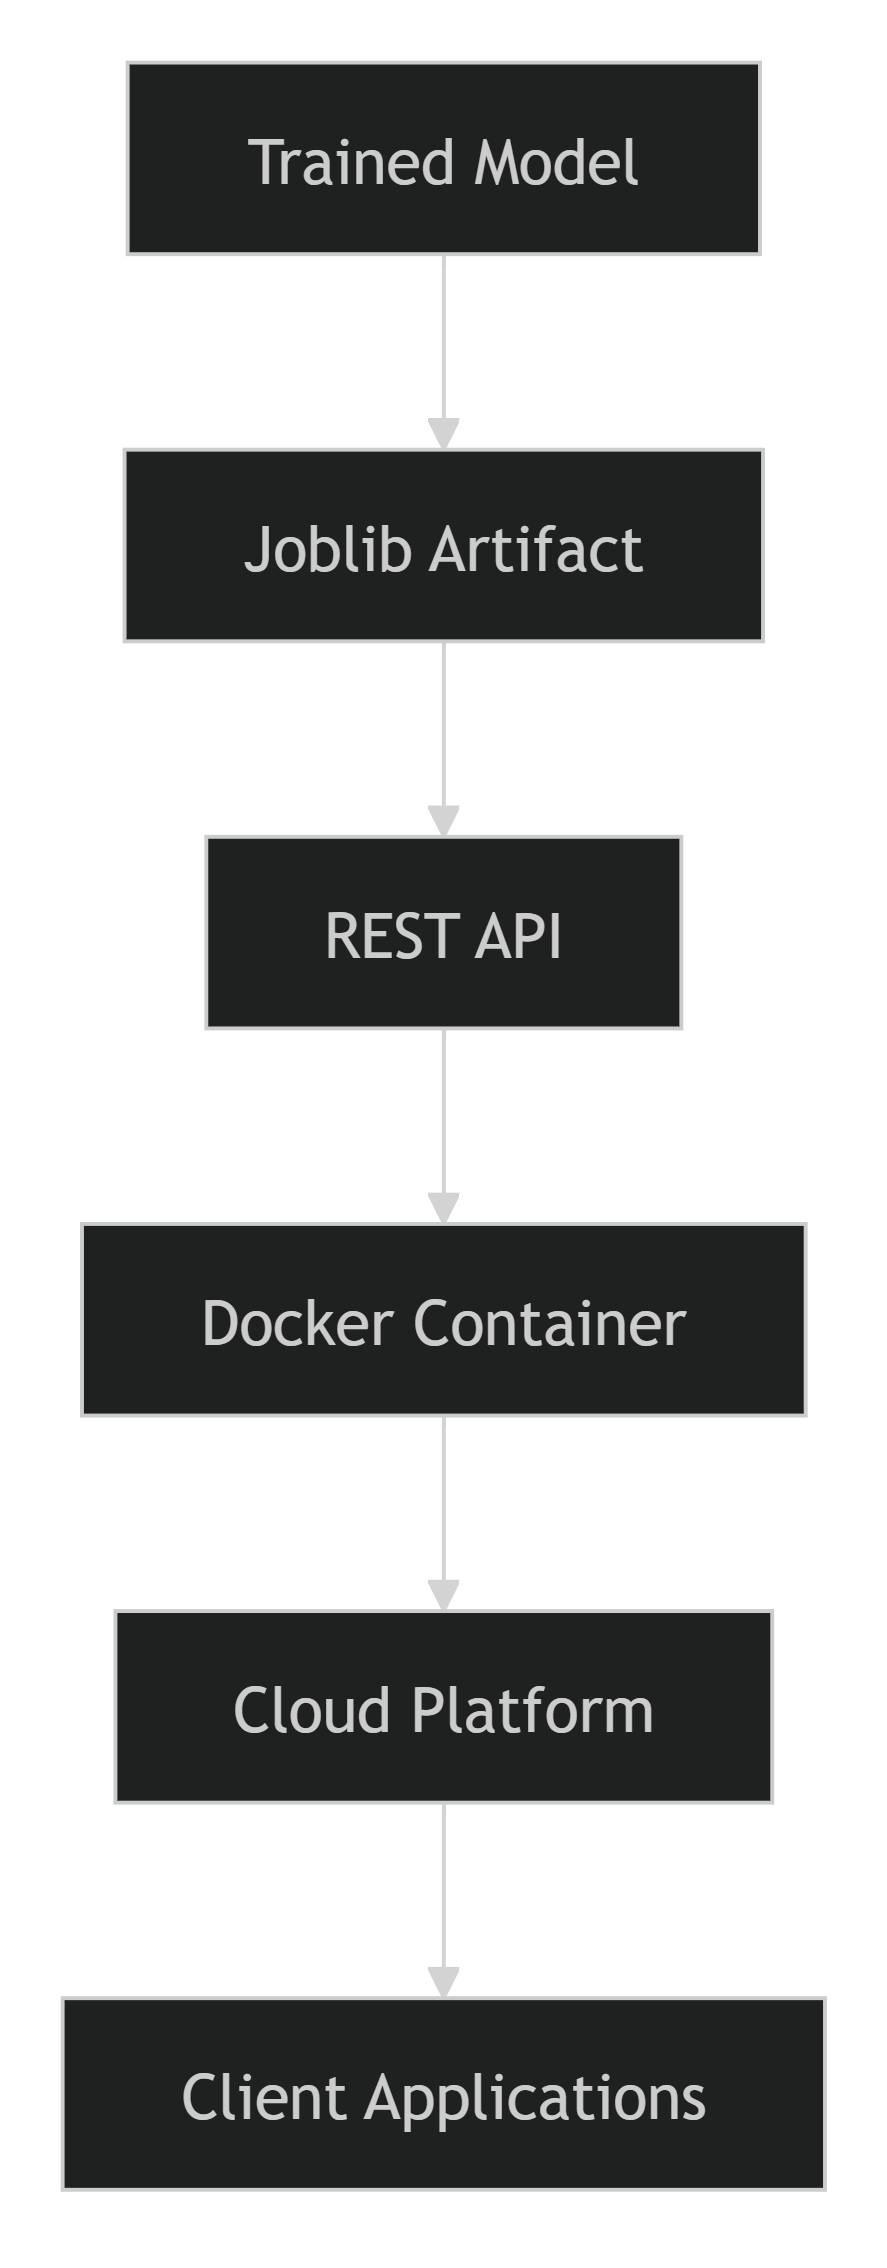 Trained Model
Joblib Artifact
REST API
Docker Container
Cloud Platform
Client Applications